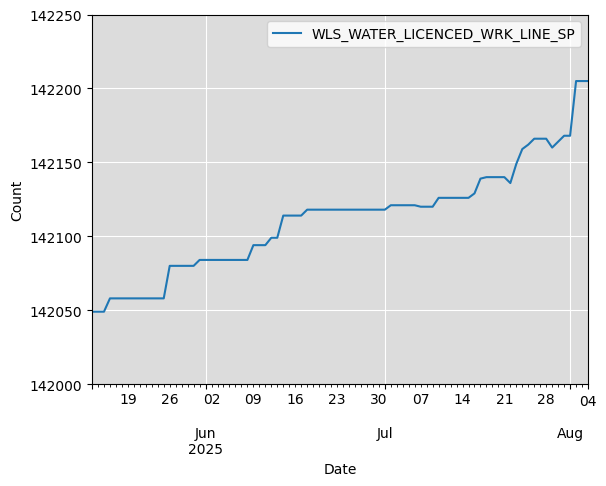 142250
WLS_WATER_LICENCED_WRK_LINE_SP
142200
142150
Count
142100
142050
142000
19 26 02 09 16 23 30 07 14 21 28 04
Jun Jul Aug
2025
Date